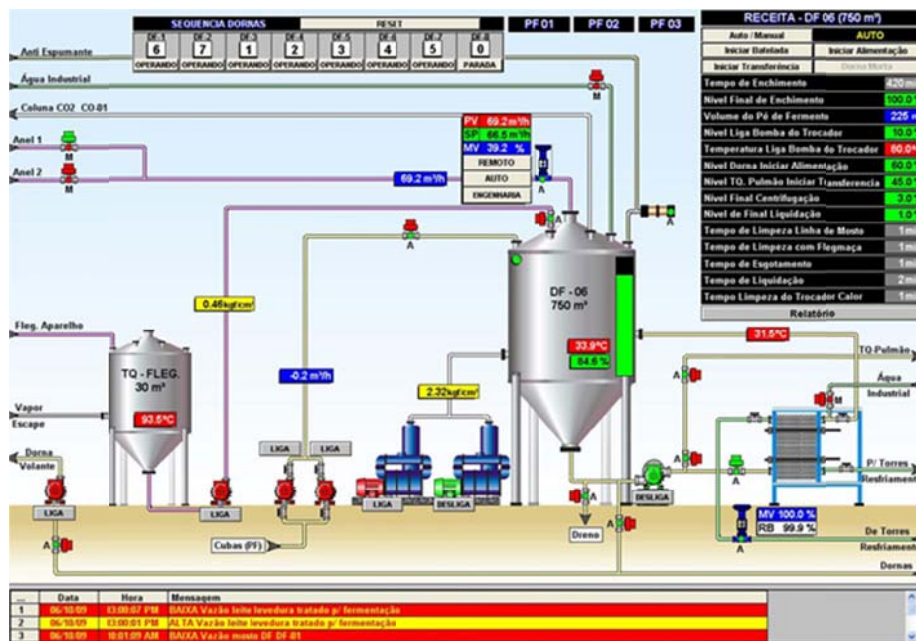 SEQUENCIA DORNAS RESET
DF-1 DF-2 DF-3 DF-4 DF-5 DF-6 DF-7 DF-8
6 7 1 2 3 4 5 0
OPERANDO OPERANDO OPERANDO OPERANDO OPERANDO OPERANDO OPERANDO PARADA
PF 01 PF 02 PF 03
RECEITA - DF 06 (750 m³)
Auto / Manual AUTO
Iniciar Batelada Iniciar Alimentação
Iniciar Transferência Dorna Morta
Tempo de Enchimento 420mi
Nível Final de Enchimento 100.0
Volume do Pé de Fermento 225
Nível Liga Bomba do Trocador 10.0
Temperatura Liga Bomba do Trocador
Nível Dorna Iniciar Alimentação 60.0
Nível TQ. Pulmão Iniciar Transferencia 45.0
Nível Final Centrifugação 3.0
Nível de Final Liquidação 1.0
Tempo de Limpeza Linha de Mosto 1mi
Tempo de Limpeza com Flegmaça 1mi
Tempo de Esgotamento 1mi
Tempo de Liquidação 2mi
Tempo Limpeza do Trocador Calor 1mi
Relatório
Anti Espumante
Água Industrial
Coluna CO2 CO-01
Anel 1
Anel 2
M
M
M
69.2 m³/h
PV 69.2 m³/h
SP 66.5 m³/h
MV 39.2 %
REMOTO
AUTO
ENGENHARIA
A
A
A
A
0.46kgf/cm²
DF - 06
750 m³
33.9°C
84.6 %
31.5°C
TQ-Pulmão
Água
Industrial
M
A
Fleg. Aparelho
TQ - FLEG.
30 m³
93.5°C
-0.2 m³/h
2.32kgf/cm²
Vapor
Escape
Dorna
Volante
LIGA
LIGA
LIGA
LIGA
LIGA
DESLIGA
DESLIGA
A
A
A
A
A
P/ Torres
Resfriament
MV 100.0 %
RB 99.9 %
De Torres
Resfriament
Cubas (PF)
Dreno
Dornas
... Data Hora Mensagem
1 06/10/09 BAIXA Vazão leite levedura tratado p/ fermentação
2 06/10/09 ALTA Vazão leite levedura tratado p/ fermentação
3 06/10/09 BAIXA Vazão mosto DF DF-01